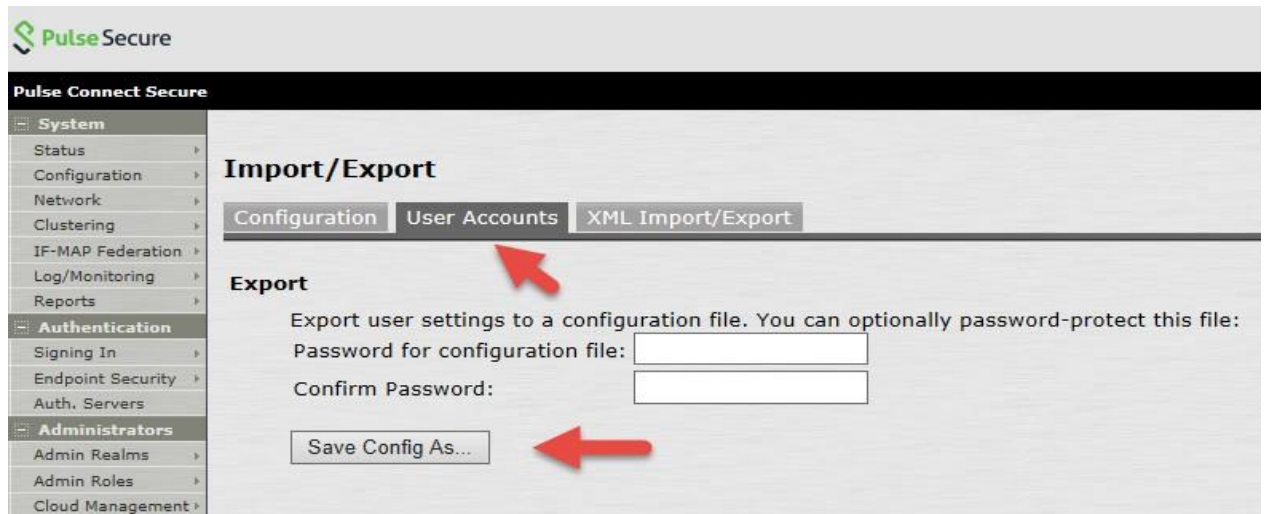 Pulse Secure
Pulse Connect Secure
System
Status
Configuration
Network
Clustering
IF-MAP Federation
Log/Monitoring
Reports
Authentication
Signing In
Endpoint Security
Auth. Servers
Administrators
Admin Realms
Admin Roles
Cloud Management
Import/Export
Configuration User Accounts XML Import/Export
Export
Export user settings to a configuration file. You can optionally password-protect this file:
Password for configuration file:
Confirm Password:
Save Config As...